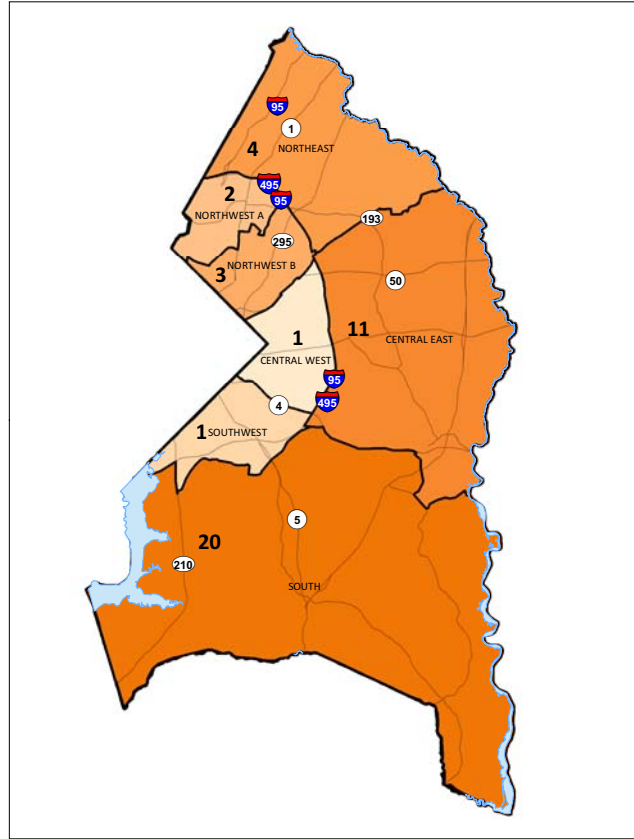 95
1
4
NORTHEAST
495
2
95
NORTHWEST A
193
295
NORTHWEST B
3
50
1
11
CENTRAL EAST
CENTRAL WEST
95
495
4
1 SOUTHWEST
5
20
210
SOUTH